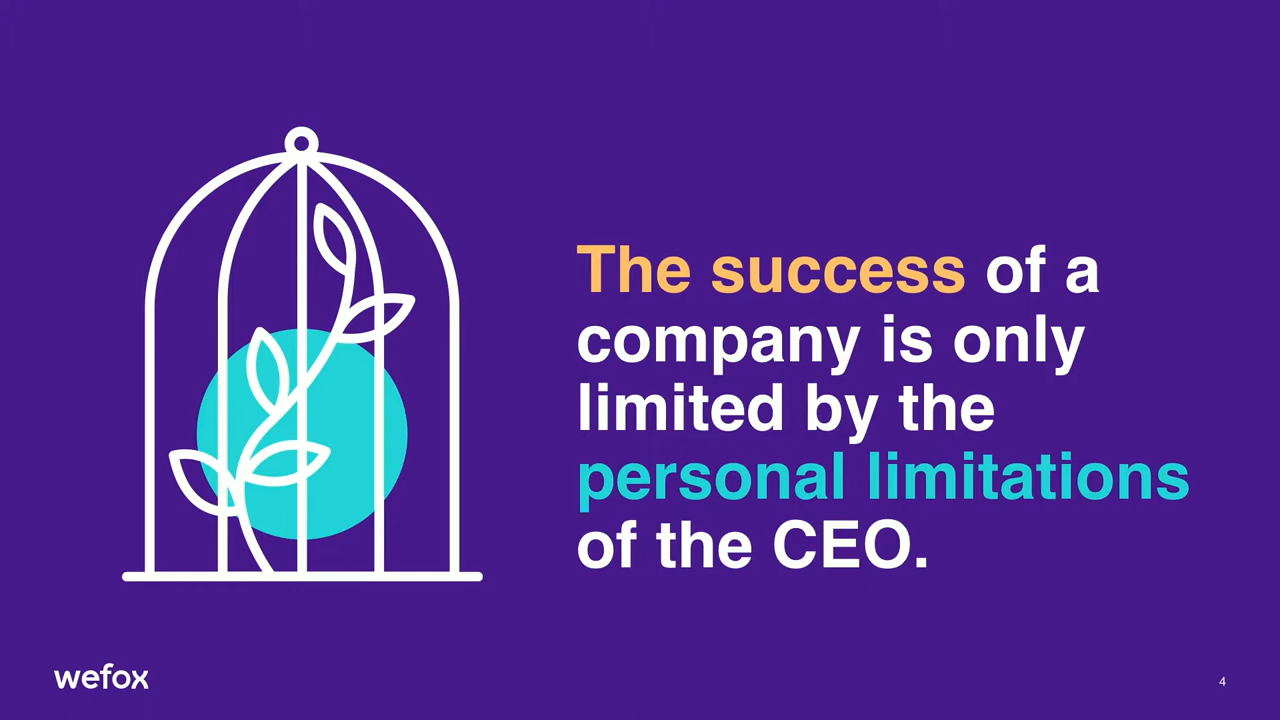 The success of a
company is only
limited by the
personal limitations
of the CEO.
wefox
4